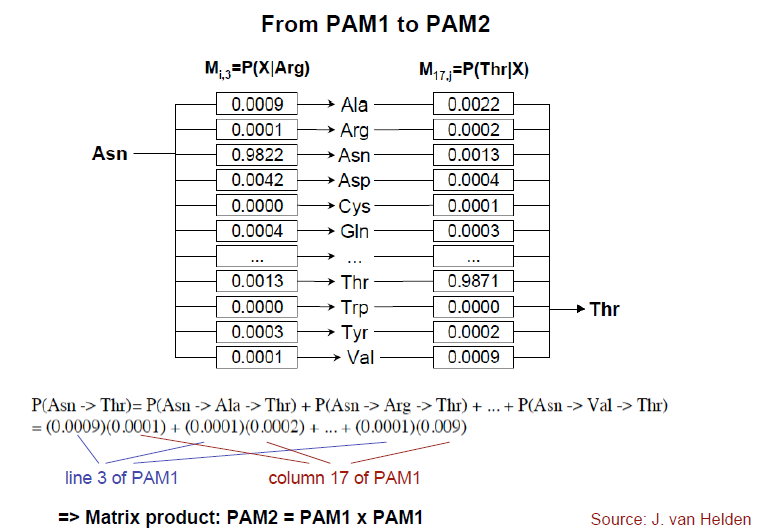 From PAM1 to PAM2
Mi,3=P(X|Arg) M17,j=P(Thr|X)
0.0009 Ala 0.0022
0.0001 Arg 0.0002
Asn 0.9822 Asn 0.0013
0.0042 Asp 0.0004
0.0000 Cys 0.0001
0.0004 Gln 0.0003
... ... ...
0.0013 Thr 0.9871
0.0000 Trp 0.0000 Thr
0.0003 Tyr 0.0002
0.0001 Val 0.0009
P(Asn -> Thr)= P(Asn -> Ala -> Thr) + P(Asn -> Arg -> Thr) + ... + P(Asn -> Val -> Thr)
= (0.0009)(0.0001) + (0.0001)(0.0002) + ... + (0.0001)(0.009)
line 3 of PAM1 column 17 of PAM1
=> Matrix product: PAM2 = PAM1 x PAM1
Source: J. van Helden